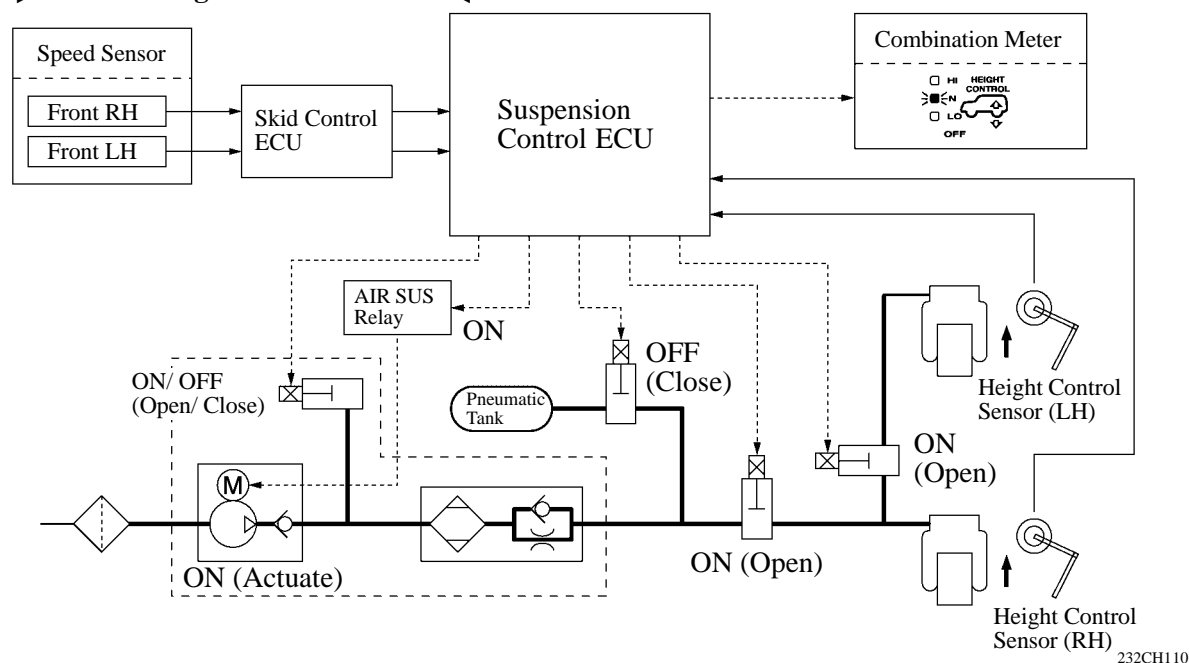 Speed Sensor
Front RH
Front LH
Skid Control
ECU
Suspension
Control ECU
Combination Meter
HI
HEIGHT
CONTROL
N
LO
OFF
AIR SUS
Relay
ON
ON/ OFF
(Open/ Close)
OFF
(Close)
Pneumatic
Tank
ON
(Open)
Height Control
Sensor (LH)
M
ON (Actuate)
ON (Open)
Height Control
Sensor (RH)
232CH110